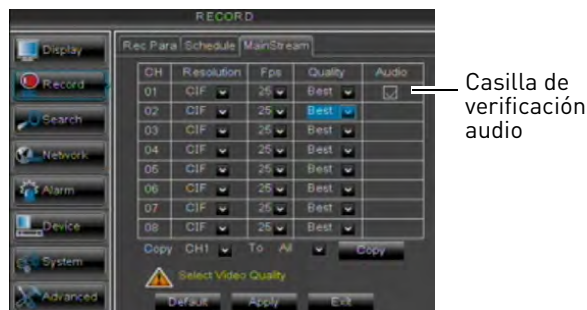 RECORD
Display
Record
Search
Network
Alarm
Device
System
Advanced
Rec Para Schedule MainStream
CH Resolution Fps Quality Audio
01 CIF 25 Best
02 CIF 25 Best
03 CIF 25 Best
04 CIF 25 Best
05 CIF 25 Best
06 CIF 25 Best
07 CIF 25 Best
08 CIF 25 Best
Copy CH1 To All Copy
Select Video Quality
Default Apply Exit
Casilla de
verificación
audio